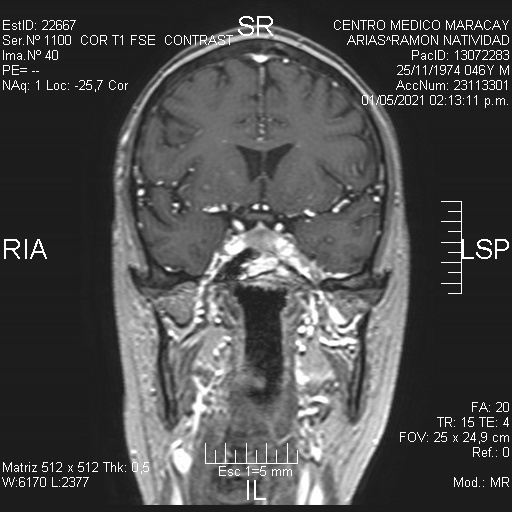 EstID: 22667
Ser.Nº 1100 COR T1 FSE CONTRAST
Ima.Nº 40
PE= --
NAq: 1 Loc: -25,7 Cor
SR
CENTRO MEDICO MARACAY
ARIAS^RAMON NATIVIDAD
PacID: 13072283
25/11/1974 046Y M
AccNum: 23113301
01/05/2021 02:13:11 p.m.
RIA
LSP
FA: 20
TR: 15 TE: 4
FOV: 25 x 24,9 cm
Ref.: 0
Mod.: MR
Matriz 512 x 512 Thk: 0,5
W:6170 L:2377
Esc 1=5 mm
IL